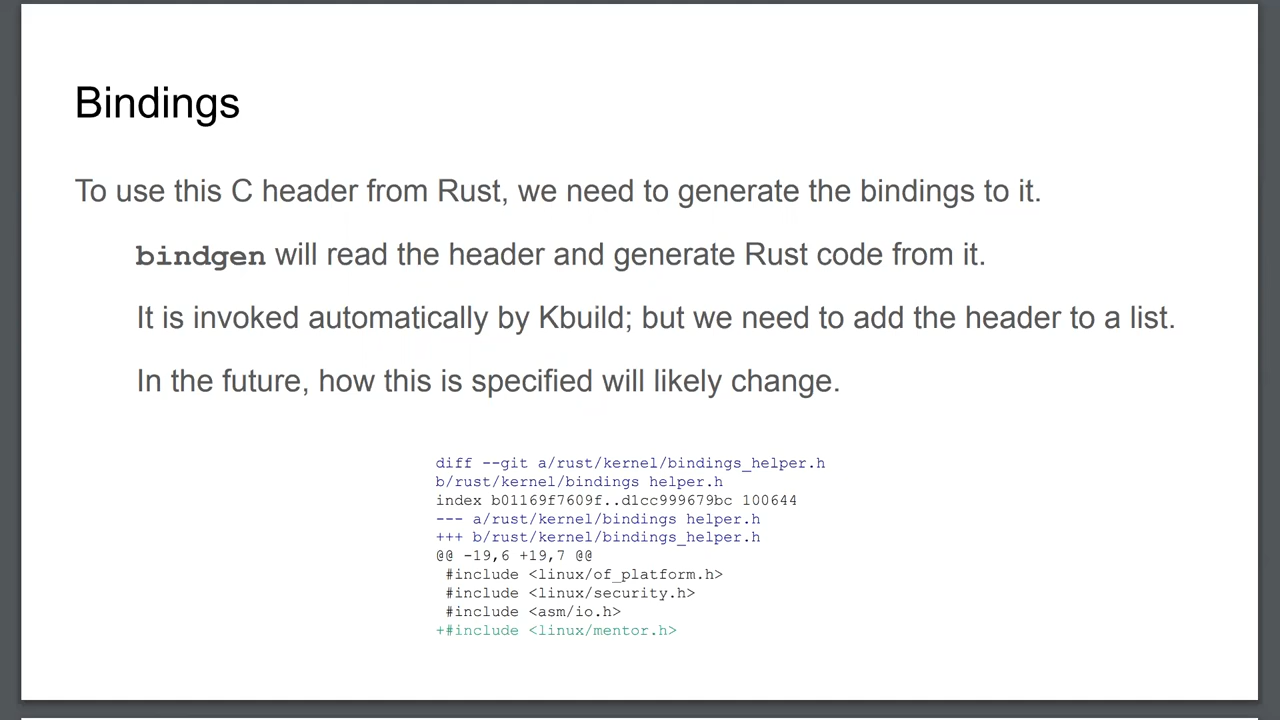 Bindings
To use this C header from Rust, we need to generate the bindings to it.
bindgen will read the header and generate Rust code from it.
It is invoked automatically by Kbuild; but we need to add the header to a list.
In the future, how this is specified will likely change.
diff --git a/rust/kernel/bindings_helper.h
b/rust/kernel/bindings helper.h
index b01169f7609f..d1cc999679bc 100644
--- a/rust/kernel/bindings helper.h
+++ b/rust/kernel/bindings_helper.h
@@ -19,6 +19,7 @@
#include <linux/of_platform.h>
#include <linux/security.h>
#include <asm/io.h>
+#include <linux/mentor.h>